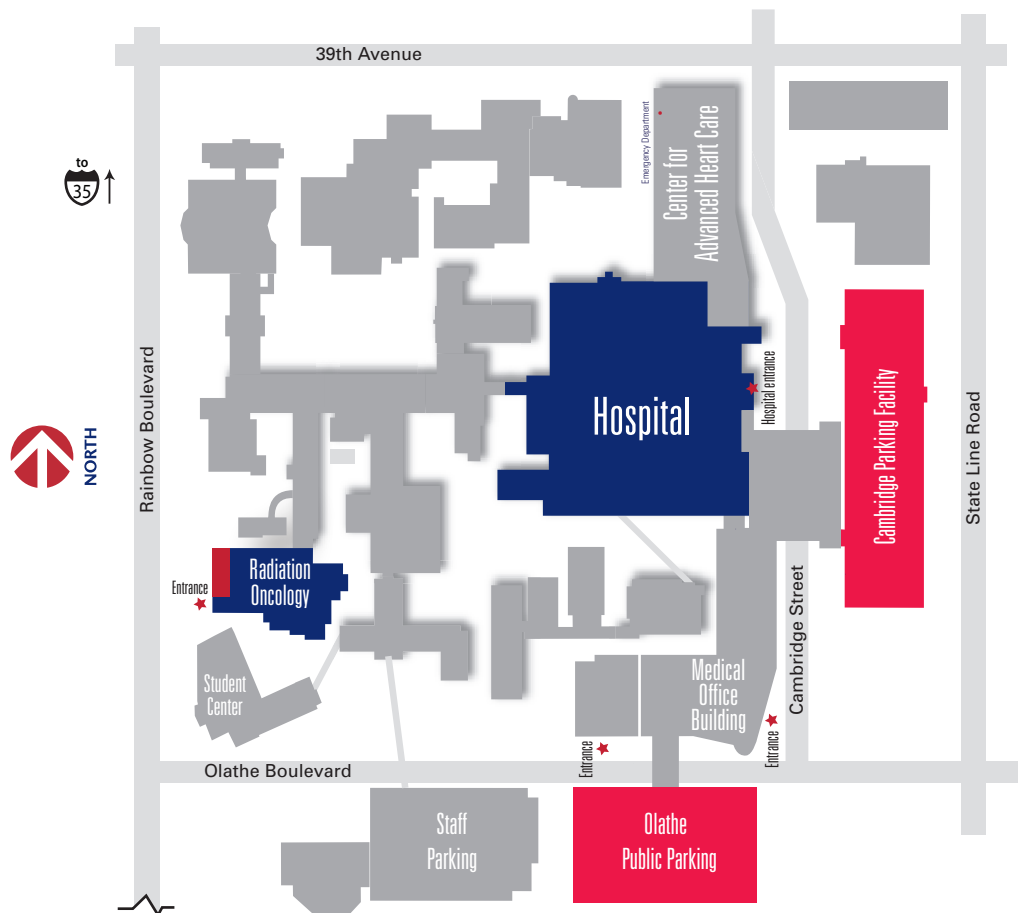 39th Avenue
to
35
Emergency Department
Center for
Advanced Heart Care
Rainbow Boulevard
NORTH
Hospital
Hospital entrance
Cambridge Parking Facility
State Line Road
Radiation
Oncology
Entrance
Student
Center
Medical
Office
Building
Cambridge Street
Entrance
Entrance
Olathe Boulevard
Staff
Parking
Olathe
Public Parking